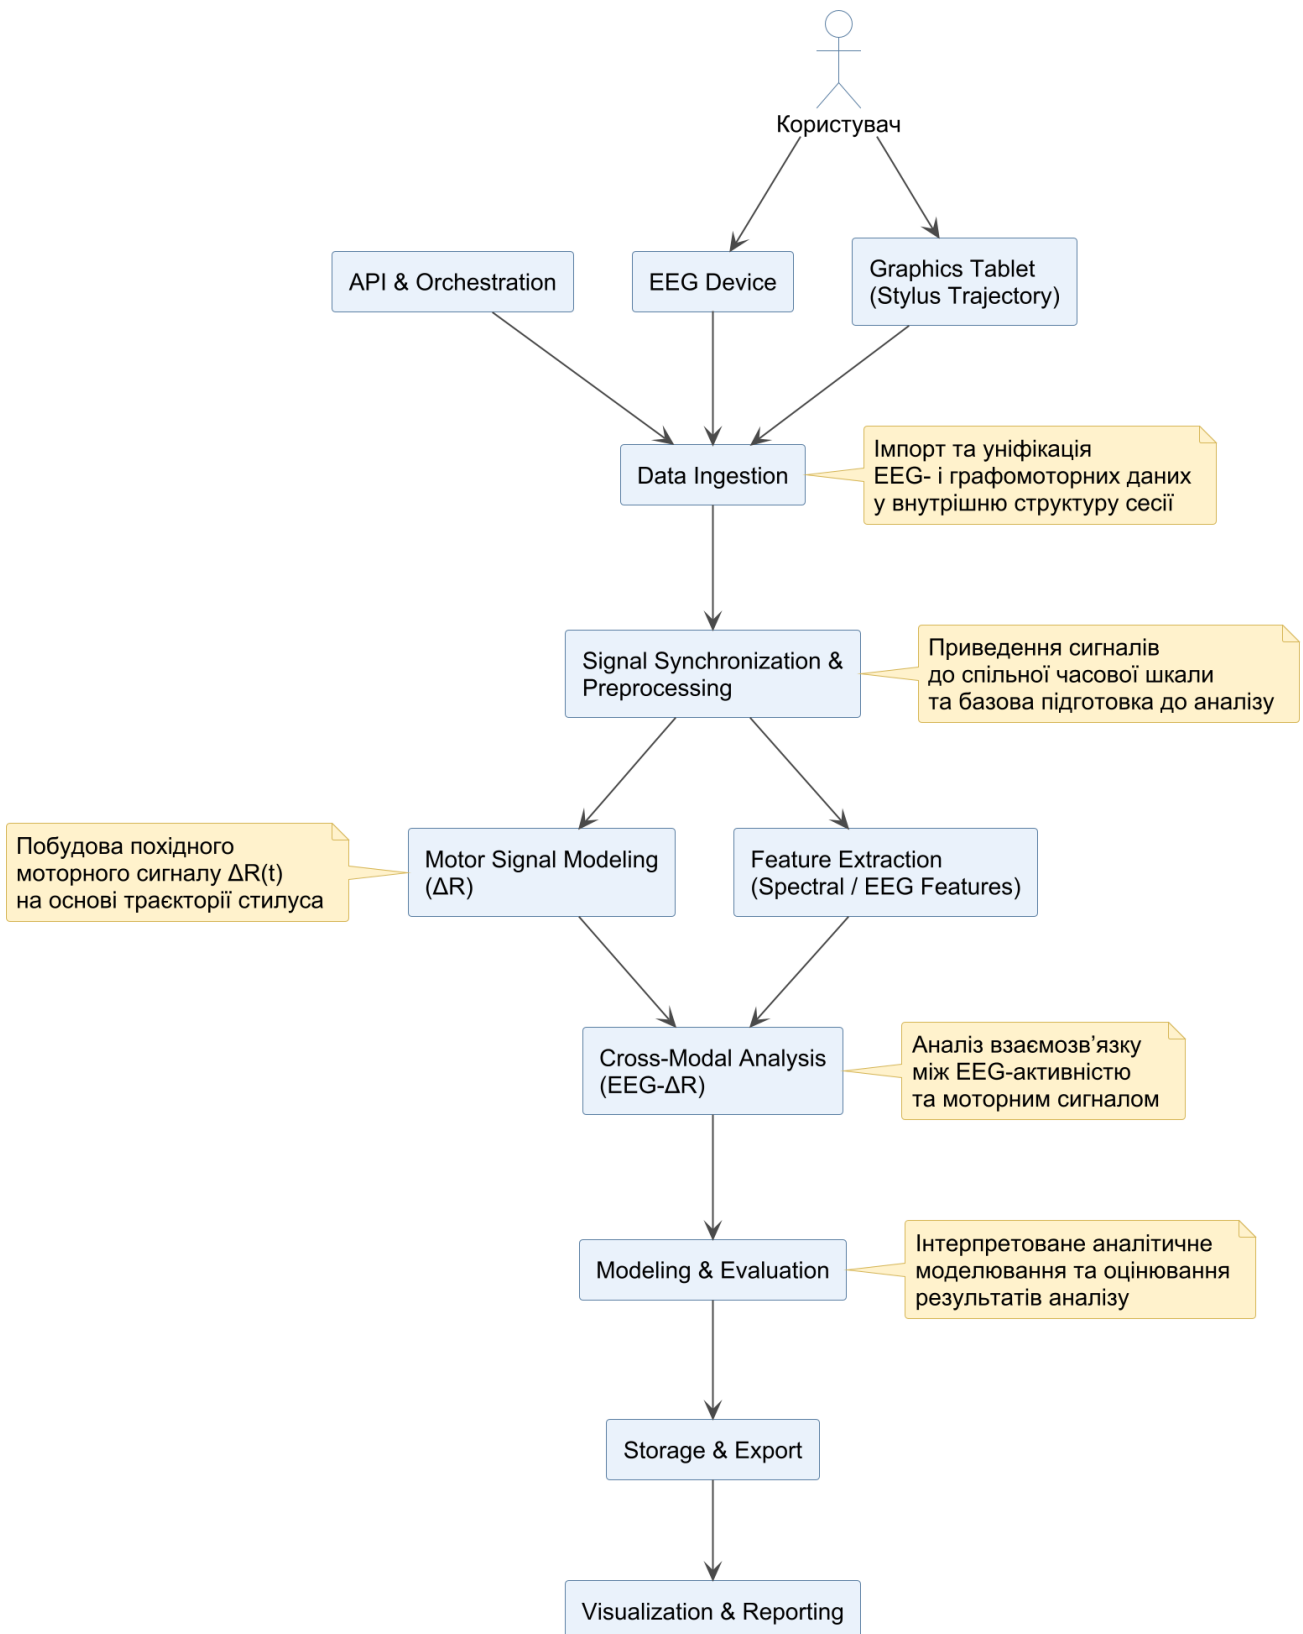 Користувач
API & Orchestration
EEG Device
Graphics Tablet
(Stylus Trajectory)
Data Ingestion
Імпорт та уніфікація
EEG- і графомоторних даних
у внутрішню структуру сесії
Signal Synchronization &
Preprocessing
Приведення сигналів
до спільної часової шкали
та базова підготовка до аналізу
Побудова похідного
моторного сигналу ΔR(t)
на основі траєкторії стилуса
Motor Signal Modeling
(ΔR)
Feature Extraction
(Spectral / EEG Features)
Cross-Modal Analysis
(EEG-ΔR)
Аналіз взаємозв’язку
між EEG-активністю
та моторним сигналом
Modeling & Evaluation
Інтерпретоване аналітичне
моделювання та оцінювання
результатів аналізу
Storage & Export
Visualization & Reporting